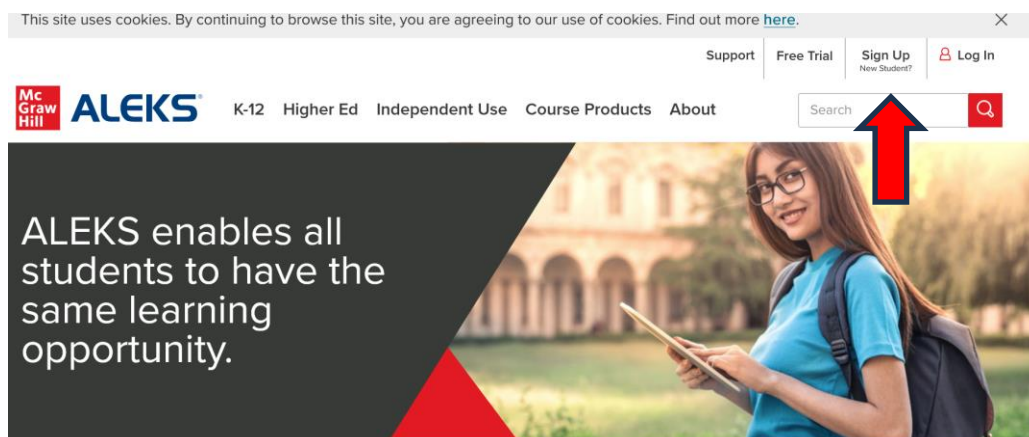 This site uses cookies. By continuing to browse this site, you are agreeing to our use of cookies. Find out more here. X
Support Free Trial Sign Up Log In
New Student?
Mc
Graw
Hill
ALEKS® K-12 Higher Ed Independent Use Course Products About Search
ALEKS enables all
students to have the
same learning
opportunity.